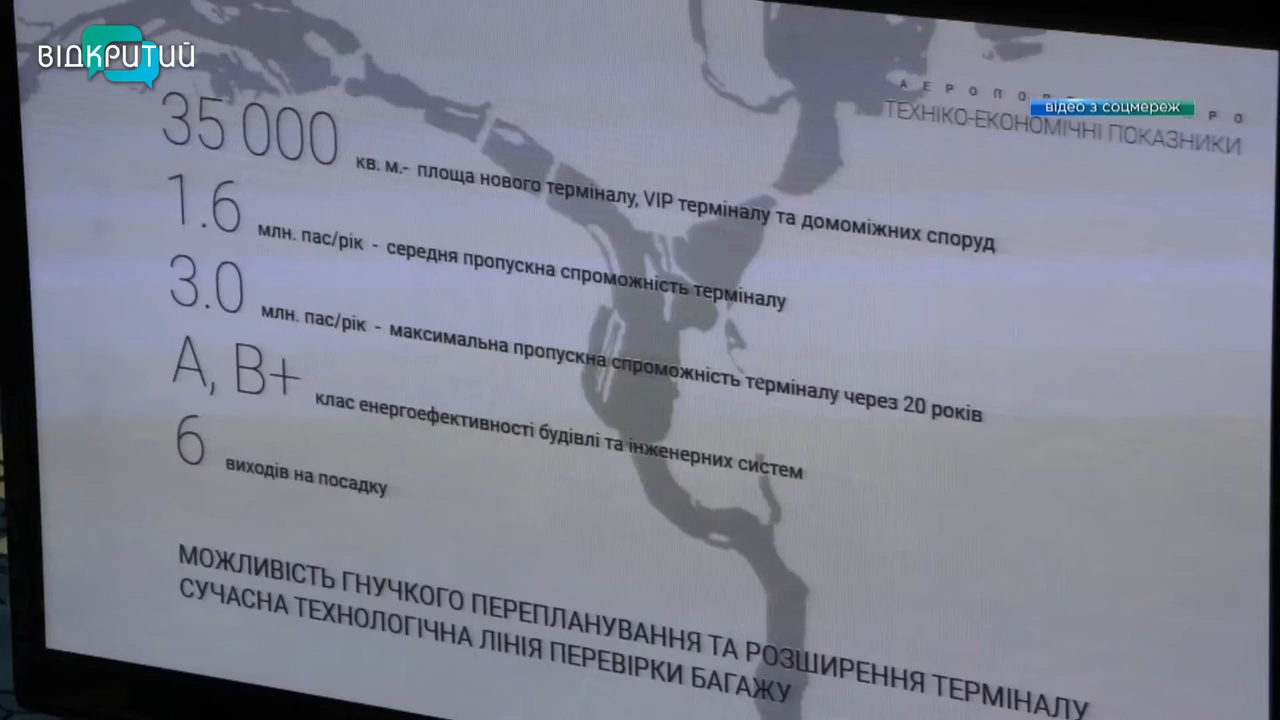 ВІДКРИТИЙ
відео з соцмереж
ТЕХНІКО-ЕКОНОМІЧНІ ПОКАЗНИКИ
35 000 кв. м.- площа нового терміналу, VIP терміналу та домоміжних споруд
1.6 млн. пас/рік - середня пропускна спроможність терміналу
3.0 млн. пас/рік - максимальна пропускна спроможність терміналу через 20 років
A, B+ клас енергоефективності будівлі та інженерних систем
6 виходів на посадку
МОЖЛИВІСТЬ ГНУЧКОГО ПЕРЕПЛАНУВАННЯ ТА РОЗШИРЕННЯ ТЕРМІНАЛУ
СУЧАСНА ТЕХНОЛОГІЧНА ЛІНІЯ ПЕРЕВІРКИ БАГАЖУ